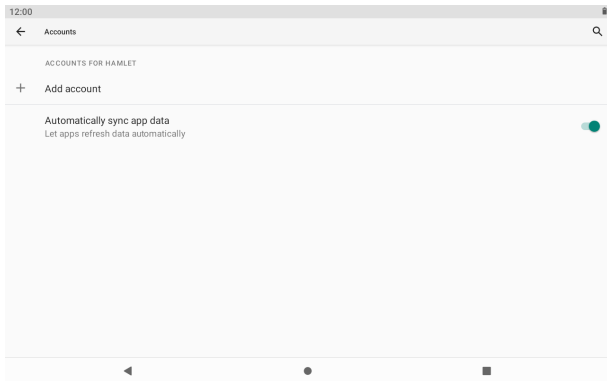 12:00
Accounts
ACCOUNTS FOR HAMLET
Add account
Automatically sync app data
Let apps refresh data automatically